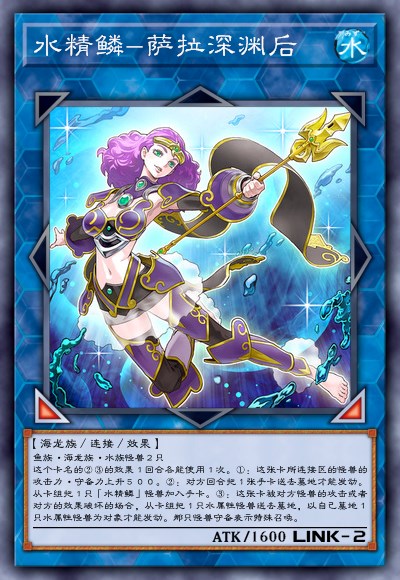 水精鳞-萨拉深渊后
水
【海龙族／连接／效果】
鱼族·海龙族·水族怪兽2只
这个卡名的②③的效果1回合各能使用1次。①：这张卡所连接区的怪兽的
攻击力·守备力上升500。②：对方回合把1张手卡送去墓地才能发动。
从卡组把1只「水精鳞」怪兽加入手卡。③：这张卡被对方怪兽的攻击或者
对方的效果破坏的场合，从卡组把1只水属性怪兽送去墓地，以自己墓地1
只水属性怪兽为对象才能发动。那只怪兽守备表示特殊召唤。
ATK/1600 LINK-2